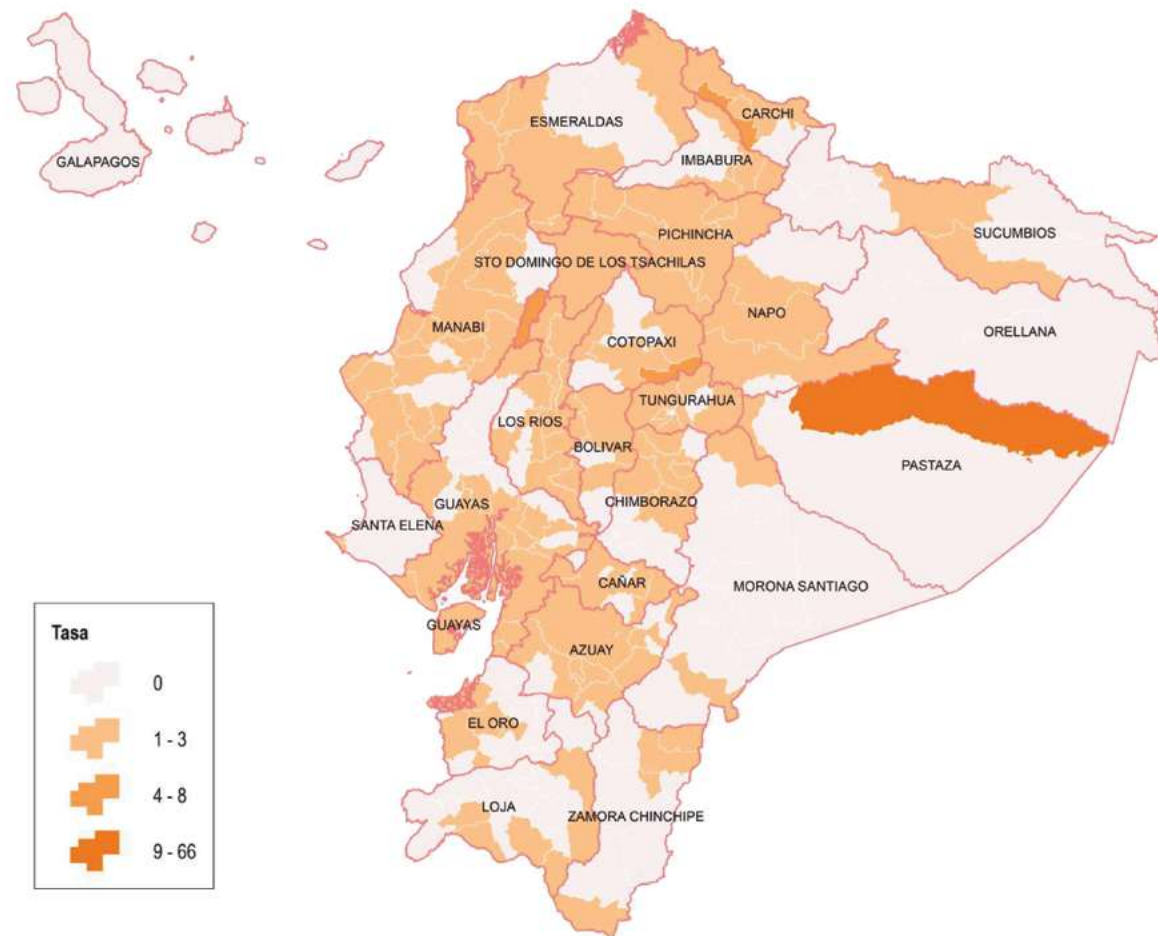 ESMERALDAS
CARCHI
IMBABURA
GALAPAGOS
PICHINCHA
SUCUMBIOS
STO DOMINGO DE LOS TSACHILAS
NAPO
MANABI
ORELLANA
COTOPAXI
TUNGURAHUA
LOS RIOS
BOLIVAR
PASTAZA
GUAYAS
CHIMBORAZO
SANTA ELENA
CAÑAR
MORONA SANTIAGO
GUAYAS
AZUAY
EL ORO
LOJA
ZAMORA CHINCHIPE
Tasa
0
1 - 3
4 - 8
9 - 66